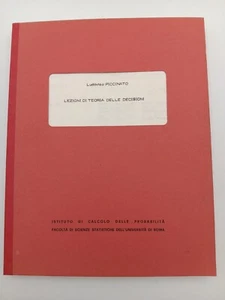 Ludovico PICCINATO
LEZIONI DI TEORIA DELLE DECISIONI
ISTITUTO DI CALCOLO DELLE PROBABILITÀ
FACOLTÀ DI SCIENZE STATISTICHE DELL'UNIVERSITÀ DI ROMA